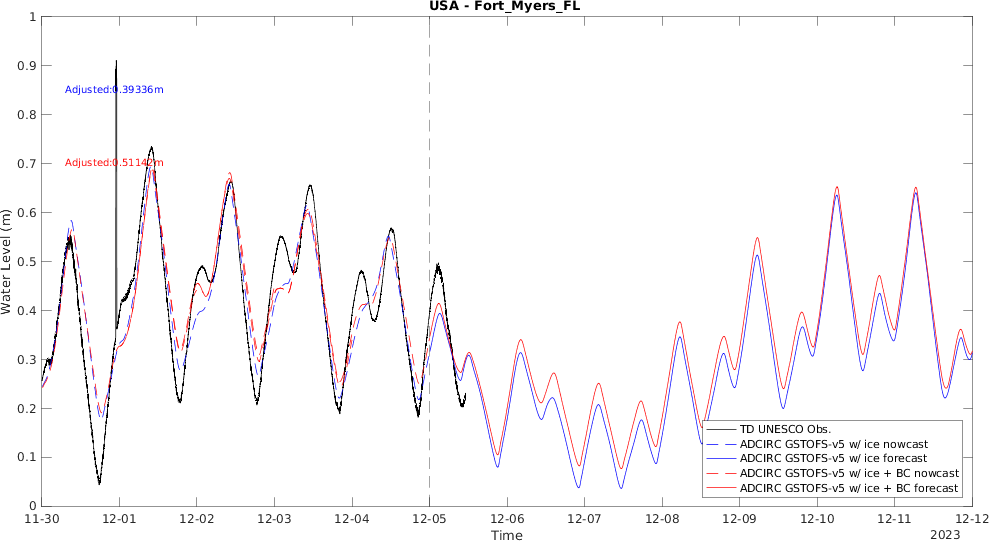 USA - Fort_Myers_FL
1
0.9
0.8
0.7
0.6
0.5
0.4
0.3
0.2
0.1
0
Water Level (m)
Adjusted:0.39336m
Adjusted:0.51142m
TD UNESCO Obs.
ADCIRC GSTOFS-v5 w/ ice nowcast
ADCIRC GSTOFS-v5 w/ ice forecast
ADCIRC GSTOFS-v5 w/ ice + BC nowcast
ADCIRC GSTOFS-v5 w/ ice + BC forecast
11-30 12-01 12-02 12-03 12-04 12-05 12-06 12-07 12-08 12-09 12-10 12-11 12-12
Time
2023